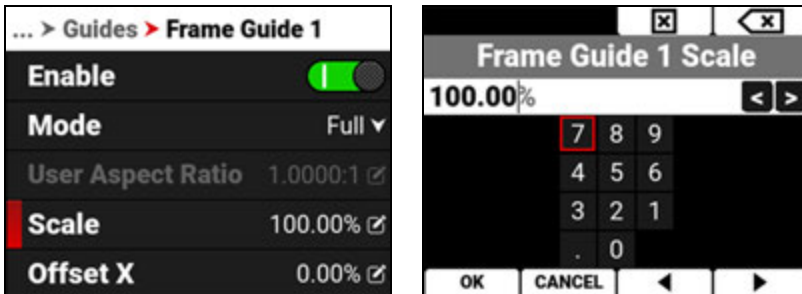 ... > Guides > Frame Guide 1
Enable
Mode Full
User Aspect Ratio 1.0000:1
Scale 100.00%
Offset X 0.00%
Frame Guide 1 Scale
100.00%
< >
7 8 9
4 5 6
3 2 1
. 0
OK CANCEL